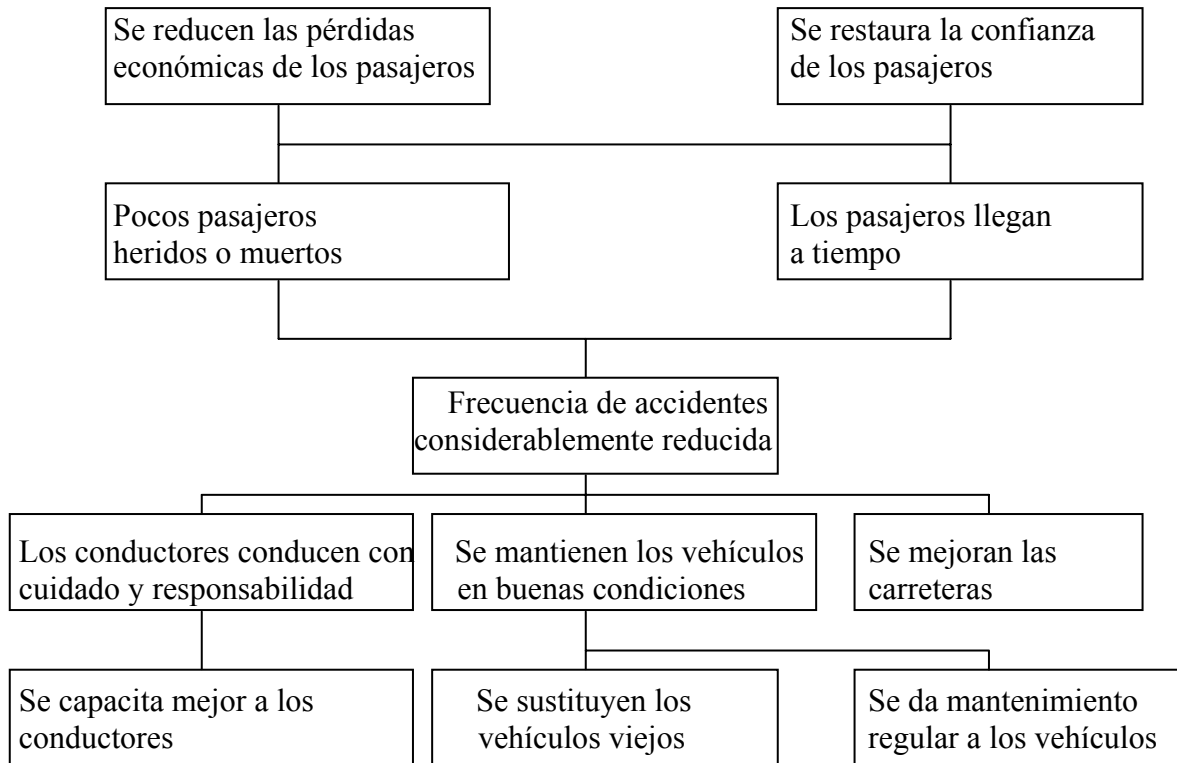 Se reducen las pérdidas
económicas de los pasajeros
Se restaura la confianza
de los pasajeros
Pocos pasajeros
heridos o muertos
Los pasajeros llegan
a tiempo
Frecuencia de accidentes
considerablemente reducida
Los conductores conducen con
cuidado y responsabilidad
Se mantienen los vehículos
en buenas condiciones
Se mejoran las
carreteras
Se capacita mejor a los
conductores
Se sustituyen los
vehículos viejos
Se da mantenimiento
regular a los vehículos